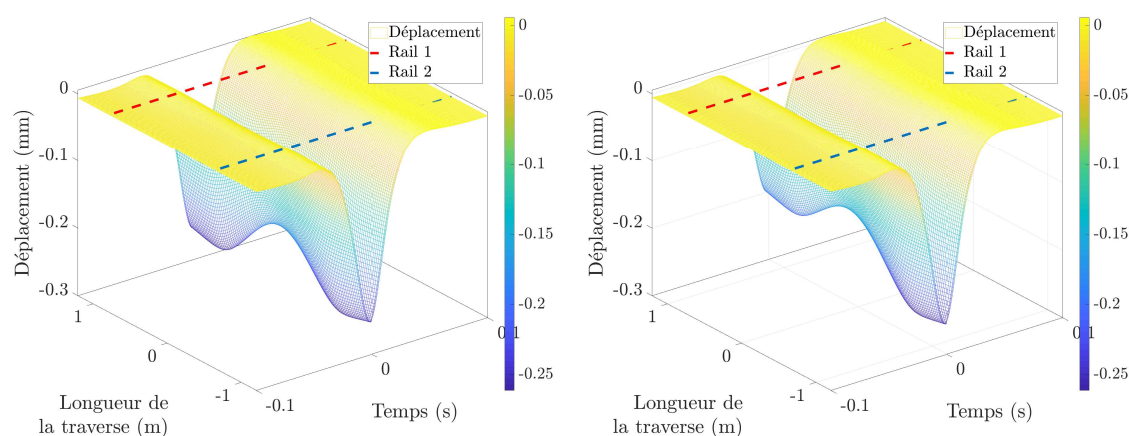 Déplacement
Rail 1
Rail 2
0
-0.1
-0.2
-0.3
Déplacement (mm)
1
0
-1
Longueur de
la traverse (m)
-0.1
0
0.1
Temps (s)
0
-0.05
-0.1
-0.15
-0.2
-0.25
Déplacement
Rail 1
Rail 2
0
-0.1
-0.2
-0.3
Déplacement (mm)
1
0
-1
Longueur de
la traverse (m)
-0.1
0
0.1
Temps (s)
0
-0.05
-0.1
-0.15
-0.2
-0.25